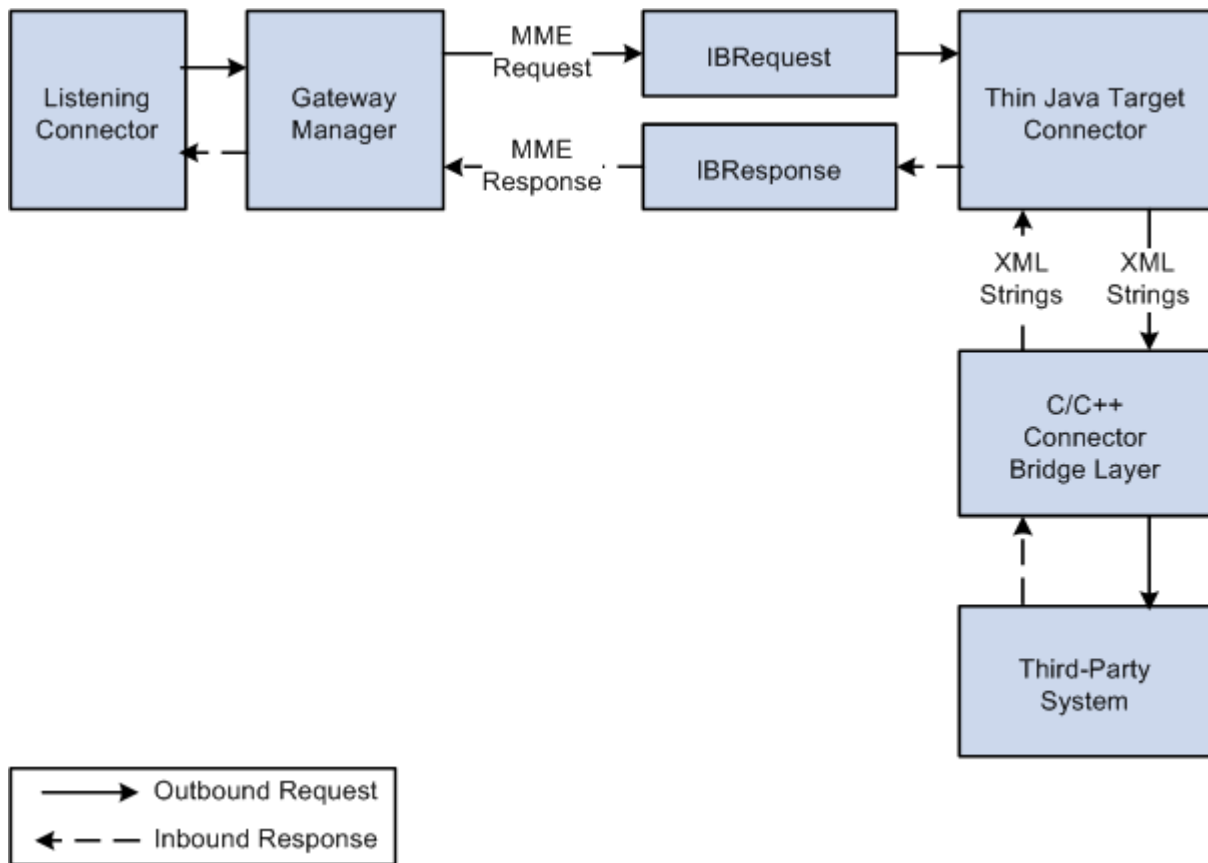 Listening
Connector
Gateway
Manager
MME
Request
IBRequest
Thin Java Target
Connector
MME
Response
IBResponse
XML
Strings
XML
Strings
C/C++
Connector
Bridge Layer
Third-Party
System
Outbound Request
Inbound Response